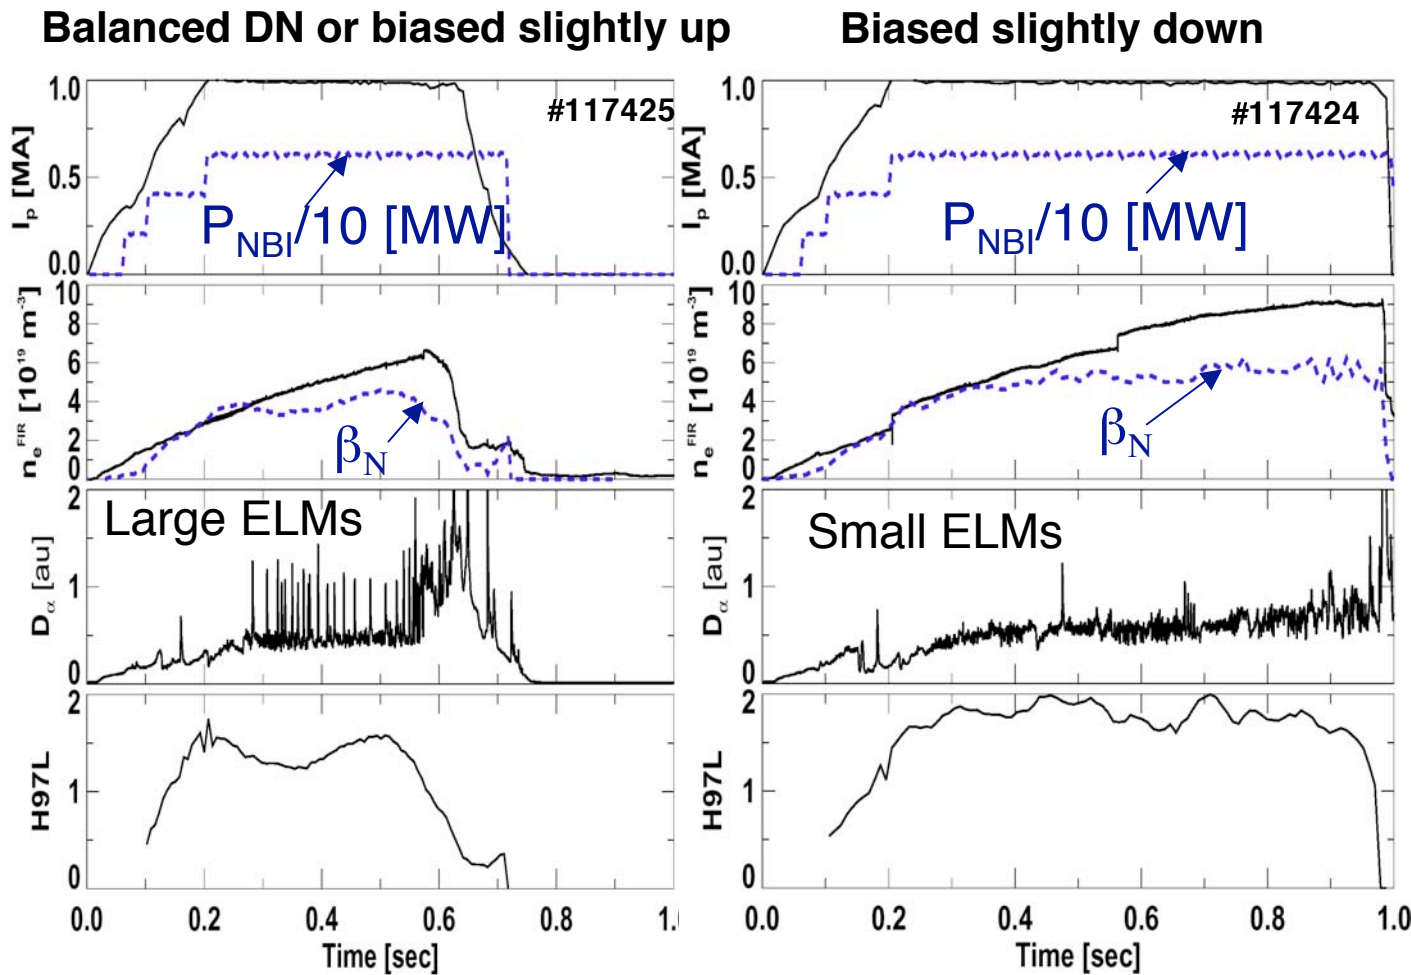 Balanced DN or biased slightly up
#117425
P_NBI/10 [MW]
I_p [MA]
1.0
0.5
0.0
n_e^FIR [10^19 m^-3]
10
8
6
4
2
0
β_N
Large ELMs
D_α [au]
2
1
0
H97L
2
1
0
0.0 0.2 0.4 0.6 0.8 1.
Time [sec]
Biased slightly down
#117424
P_NBI/10 [MW]
I_p [MA]
1.0
0.5
0.0
n_e^FIR [10^19 m^-3]
10
8
6
4
2
0
β_N
Small ELMs
D_α [au]
2
1
0
H97L
2
1
0
0.0 0.2 0.4 0.6 0.8 1.0
Time [sec]